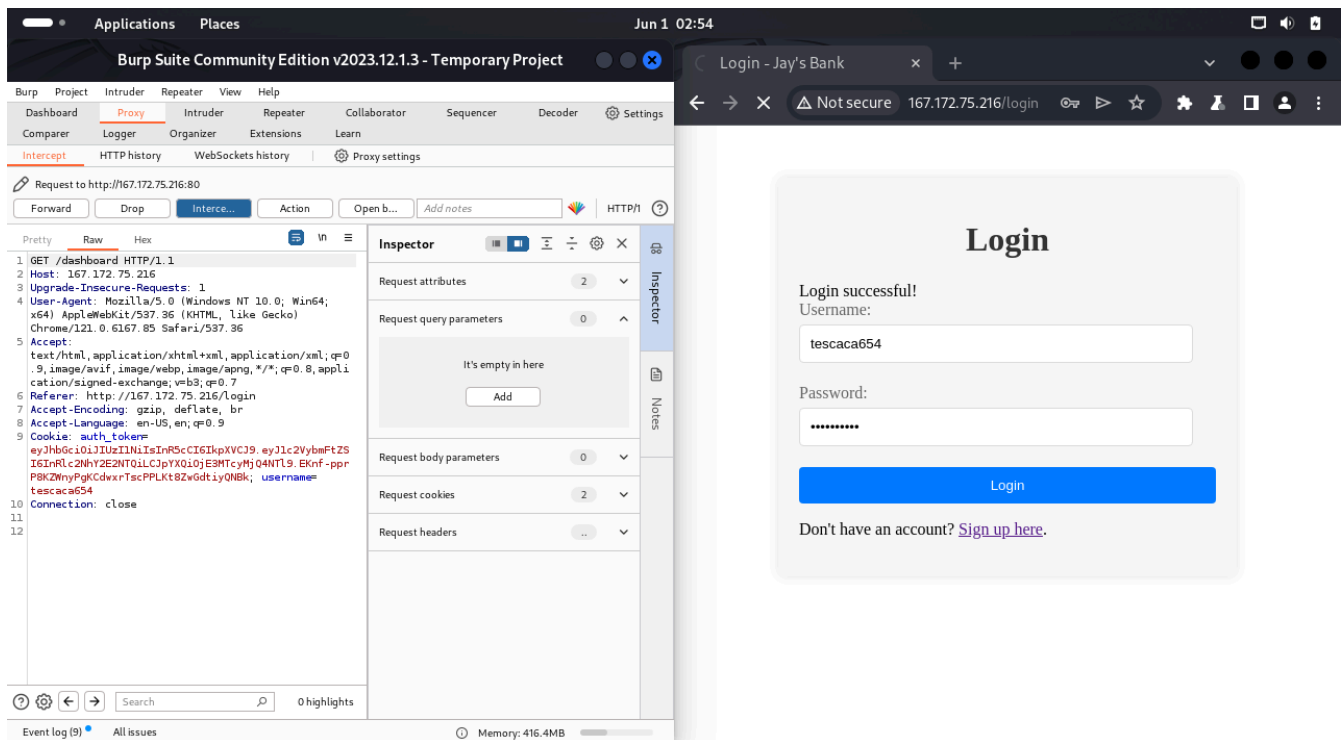 Applications Places Jun 1 02:54
Burp Suite Community Edition v2023.12.1.3 - Temporary Project
Burp Project Intruder Repeater View Help
Dashboard Proxy Intruder Repeater Collaborator Sequencer Decoder Settings
Comparer Logger Organizer Extensions Learn
Intercept HTTP history WebSockets history Proxy settings
Request to http://167.172.75.216:80
Forward Drop Interce... Action Open b... Add notes HTTP/1
Pretty Raw Hex \n
1 GET /dashboard HTTP/1.1
2 Host: 167.172.75.216
3 Upgrade-Insecure-Requests: 1
4 User-Agent: Mozilla/5.0 (Windows NT 10.0; Win64;
x64) AppleWebKit/537.36 (KHTML, like Gecko)
Chrome/121.0.6167.85 Safari/537.36
5 Accept:
text/html,application/xhtml+xml,application/xml;q=0
.9,image/avif,image/webp,image/apng,*/*;q=0.8,appli
cation/signed-exchange;v=b3;q=0.7
6 Referer: http://167.172.75.216/login
7 Accept-Encoding: gzip, deflate, br
8 Accept-Language: en-US,en;q=0.9
9 Cookie: auth_token=
eyJhbGciOiJIUzI1NiIsInR5cCI6IkpXVCJ9.eyJ1c2VybmFtZS
I6InRlc2NhY2E2NTQiLCJpYXQiOjE3MTcyMjQ4NTl9.EKnf-ppr
P8KZWnyPgKCdwxrTscPPLKt8ZwGdtiyQNBk; username=
tescaca654
10 Connection: close
11
12
Inspector
Request attributes 2
Request query parameters 0
It's empty in here
Add
Request body parameters 0
Request cookies 2
Request headers ..
Inspector
Notes
Search 0 highlights
Event log (9) All issues Memory: 416.4MB
Login - Jay's Bank
Not secure 167.172.75.216/login
Login
Login successful!
Username:
tescaca654
Password:
••••••••••
Login
Don't have an account? Sign up here.